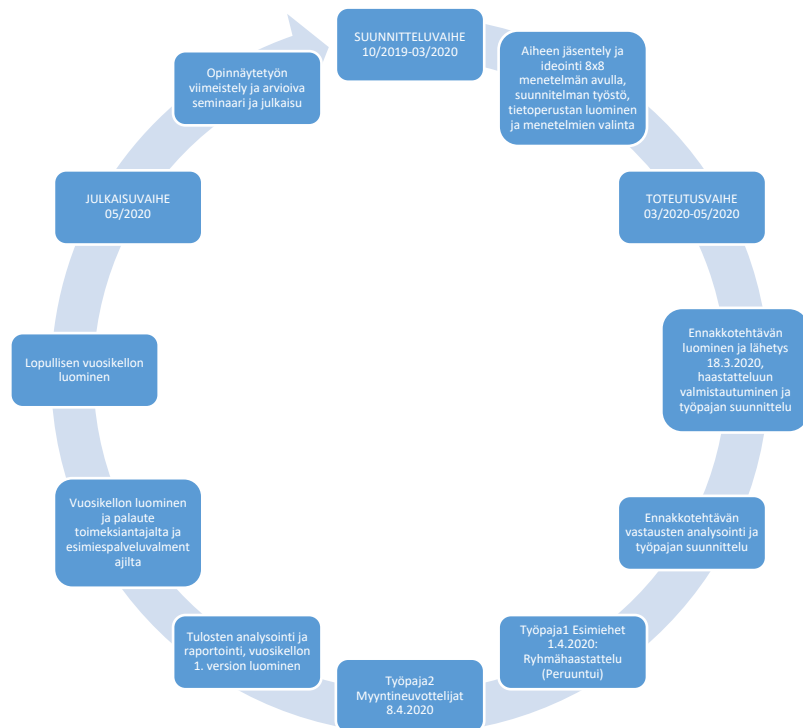 SUUNNITTELUVAIHE
10/2019-03/2020
Aiheen jäsentely ja
ideointi 8x8
menetelmän avulla,
suunnitelman työstö,
tietoperustan luominen
ja menetelmien valinta
TOTEUTUSVAIHE
03/2020-05/2020
Ennakkotehtävän
luominen ja lähetys
18.3.2020,
haastatteluun
valmistautuminen ja
työpajan suunnittelu
Ennakkotehtävän
vastausten analysointi ja
työpajan suunnittelu
Työpaja1 Esimiehet
1.4.2020:
Ryhmähaastattelu
(Peruuntui)
Työpaja2
Myyntineuvottelijat
8.4.2020
Tulosten analysointi ja
raportointi, vuosikellon
1. version luominen
Vuosikellon luominen
ja palaute
toimeksiantajalta ja
esimiespalveluvalment
ajilta
Lopullisen vuosikellon
luominen
JULKAISUVAIHE
05/2020
Opinnäytetyön
viimeistely ja arvioiva
seminaari ja julkaisu